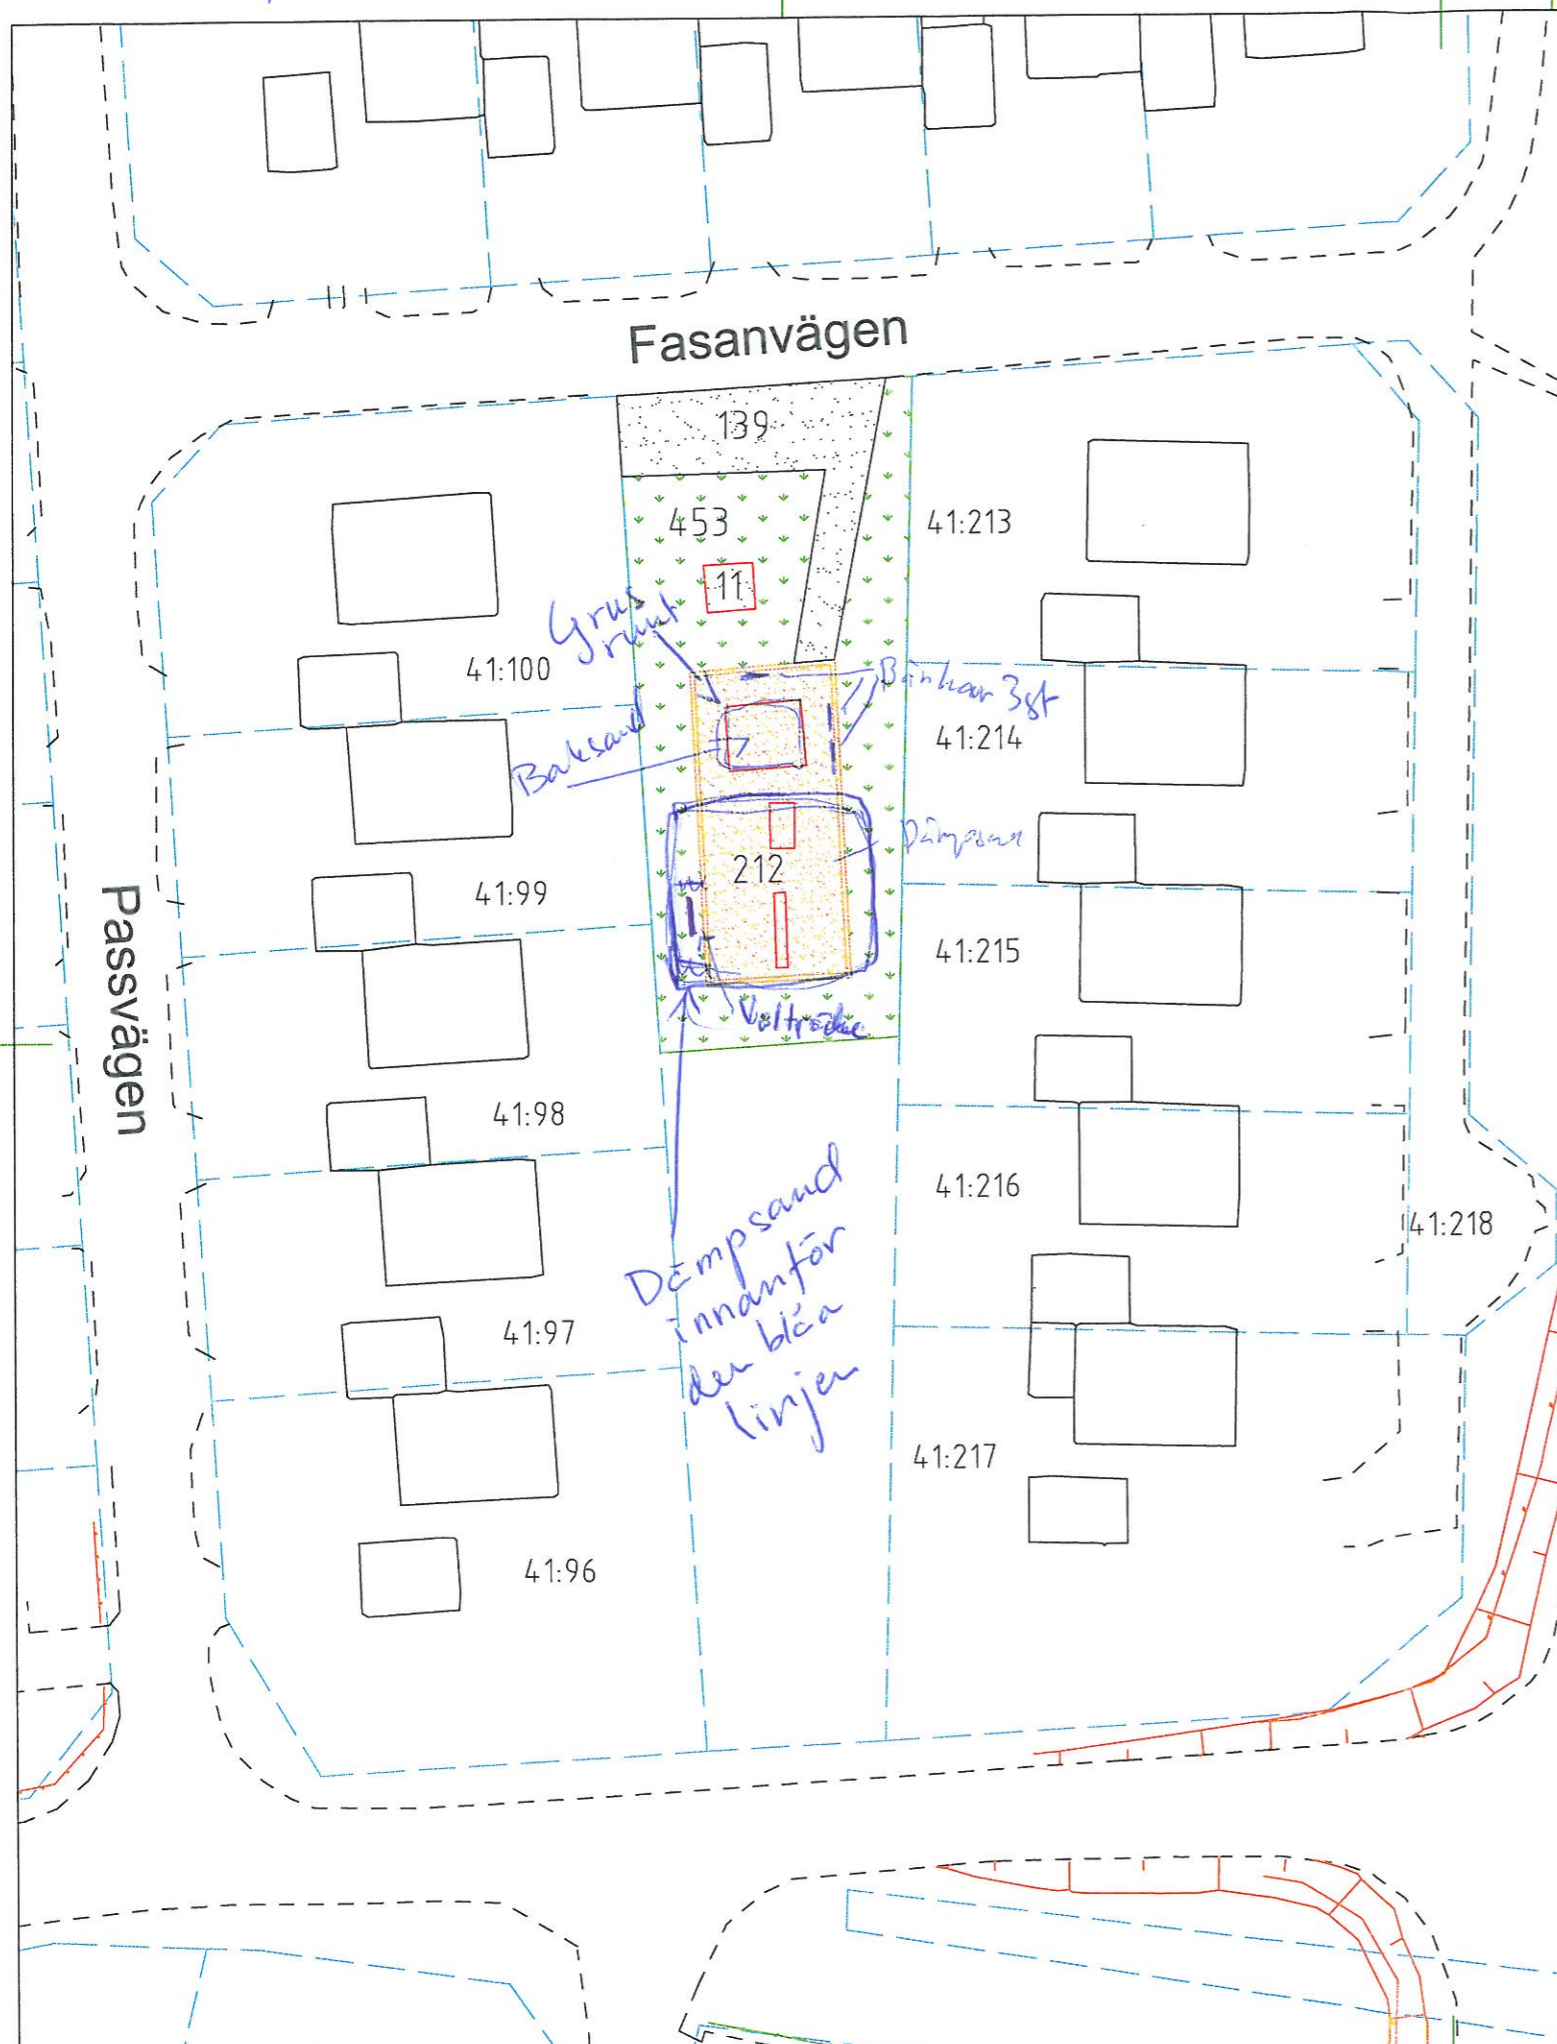 Fasanvägen
139
453
41:213
11
Grus
runt
41:100
Bänkar 3st
Baksand
41:214
Dämpsand
212
41:99
41:215
Passvägen
Volträcke
41:98
Dämpsand
innanför
den blåa
linjen
41:216
41:218
41:97
41:217
41:96